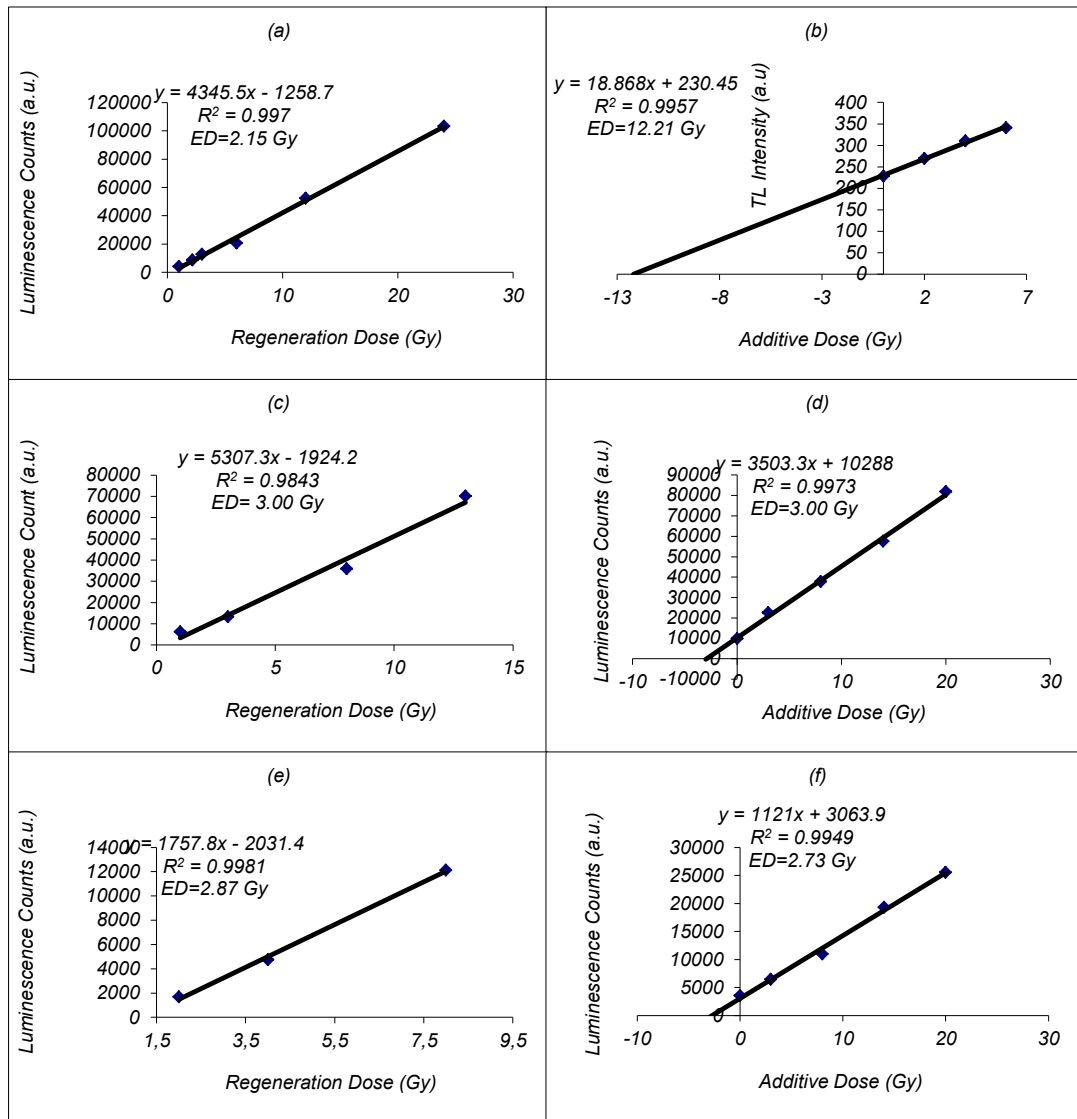 (a)
y = 4345.5x - 1258.7
R² = 0.997
ED=2.15 Gy
Luminescence Counts (a.u.)
120000
100000
80000
60000
40000
20000
0
0 10 20 30
Regeneration Dose (Gy)
(b)
y = 18.868x + 230.45
R² = 0.9957
ED=12.21 Gy
TL Intensity (a.u)
400
350
300
250
200
150
100
50
0
-13 -8 -3 2 7
Additive Dose (Gy)
(c)
y = 5307.3x - 1924.2
R² = 0.9843
ED= 3.00 Gy
Luminescence Count (a.u.)
80000
70000
60000
50000
40000
30000
20000
10000
0
0 5 10 15
Regeneration Dose (Gy)
(d)
y = 3503.3x + 10288
R² = 0.9973
ED=3.00 Gy
Luminescence Counts (a.u.)
90000
80000
70000
60000
50000
40000
30000
20000
10000
0
-10000
-10 0 10 20 30
Additive Dose (Gy)
(e)
y = 1757.8x - 2031.4
R² = 0.9981
ED=2.87 Gy
Luminescence Counts (a.u.)
14000
12000
10000
8000
6000
4000
2000
0
1,5 3,5 5,5 7,5 9,5
Regeneration Dose (Gy)
(f)
y = 1121x + 3063.9
R² = 0.9949
ED=2.73 Gy
Luminescence Counts (a.u.)
30000
25000
20000
15000
10000
5000
0
-10 0 10 20 30
Additive Dose (Gy)